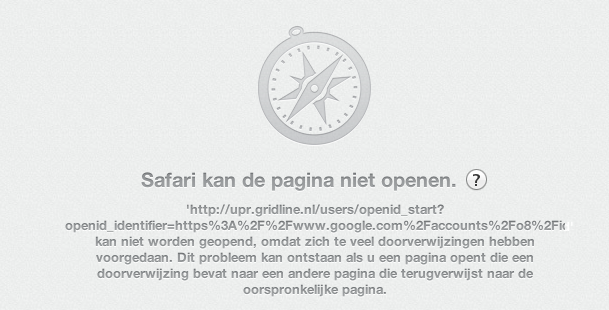 Safari kan de pagina niet openen. ?
'http://upr.gridline.nl/users/openid_start?
openid_identifier=https%3A%2F%2Fwww.google.com%2Faccounts%2Fo8%2Fid
kan niet worden geopend, omdat zich te veel doorverwijzingen hebben
voorgedaan. Dit probleem kan ontstaan als u een pagina opent die een
doorverwijzing bevat naar een andere pagina die terugverwijst naar de
oorspronkelijke pagina.